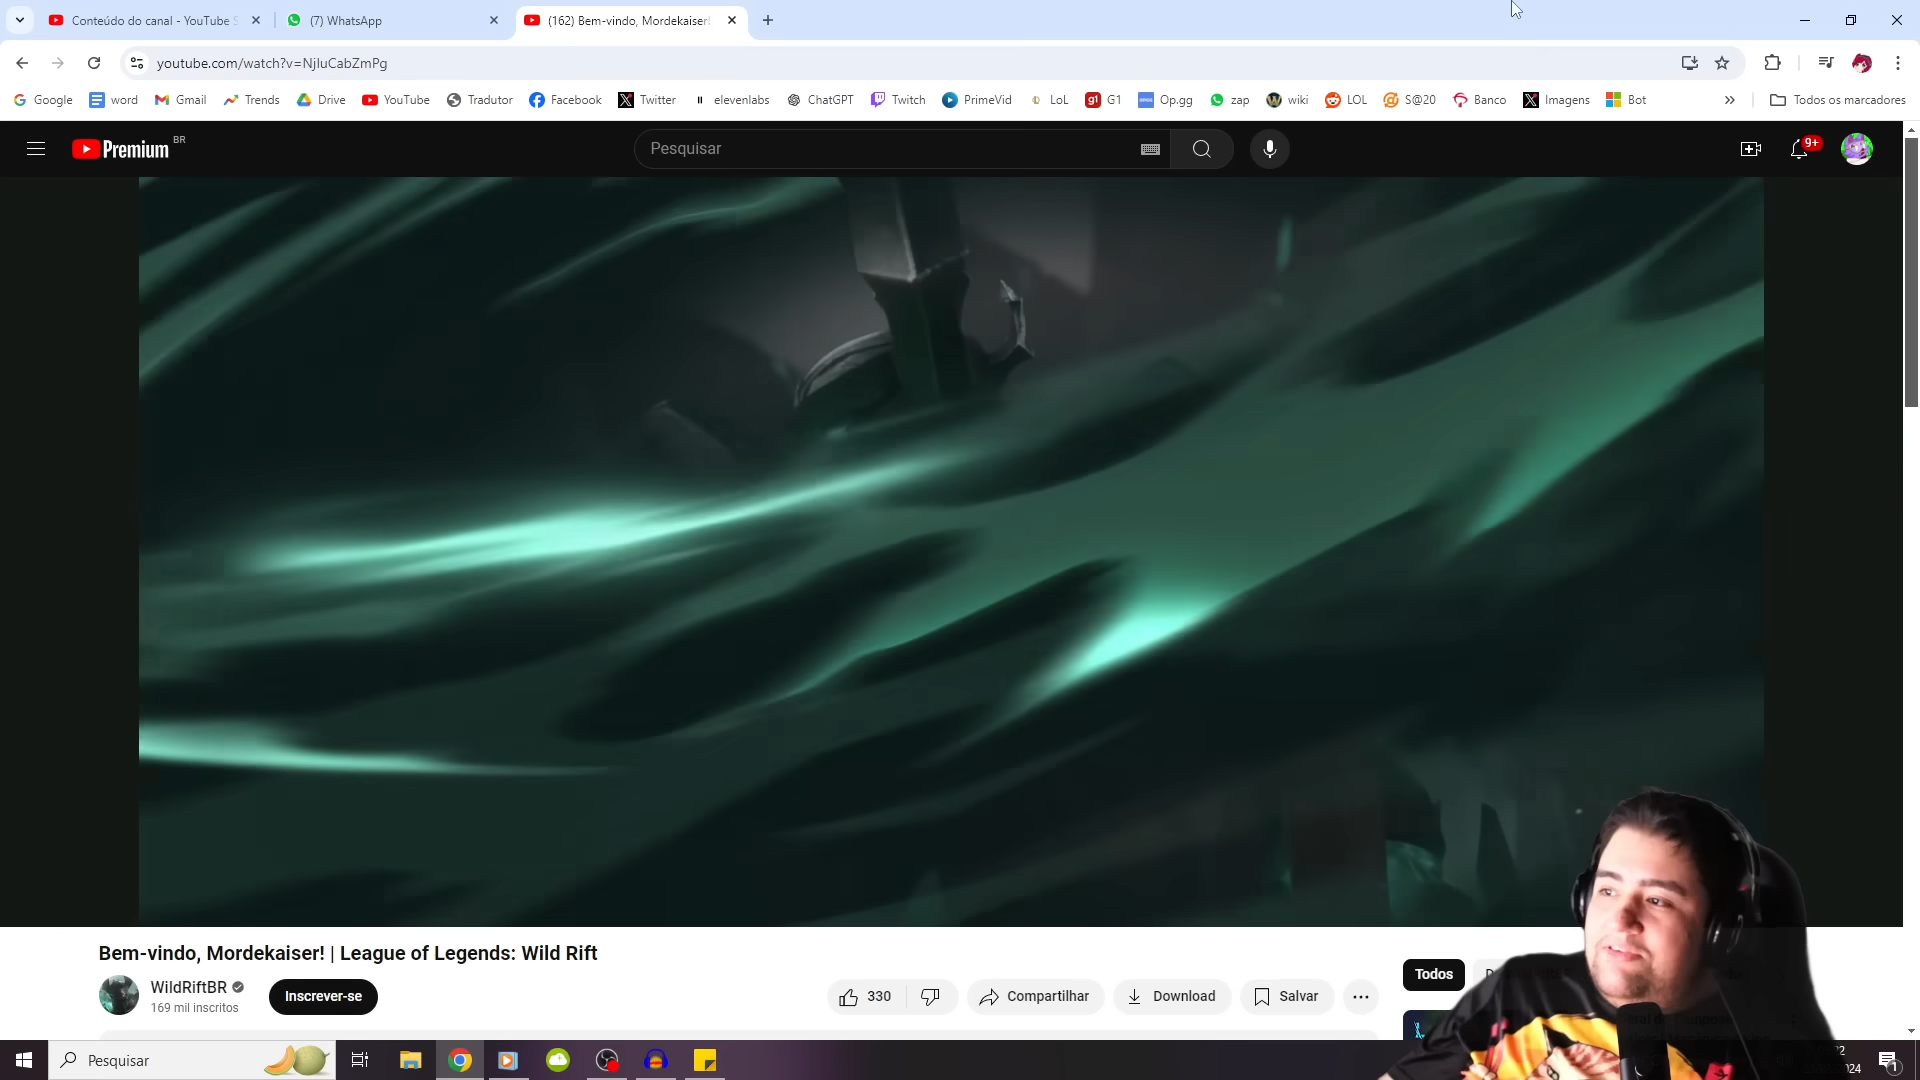 Conteúdo do canal - YouTube S
(7) WhatsApp
(162) Bem-vindo, Mordekaiser!
youtube.com/watch?v=NjluCabZmPg
Google
word
Gmail
Trends
Drive
YouTube
Tradutor
Facebook
Twitter
elevenlabs
ChatGPT
Twitch
PrimeVid
LoL
G1
Op.gg
zap
wiki
LOL
S@20
Banco
Imagens
Bot
Todos os marcadores
Premium BR
Pesquisar
9+
Bem-vindo, Mordekaiser! | League of Legends: Wild Rift
WildRiftBR
169 mil inscritos
Inscrever-se
330
Compartilhar
Download
Salvar
Todos
Pesquisar
1